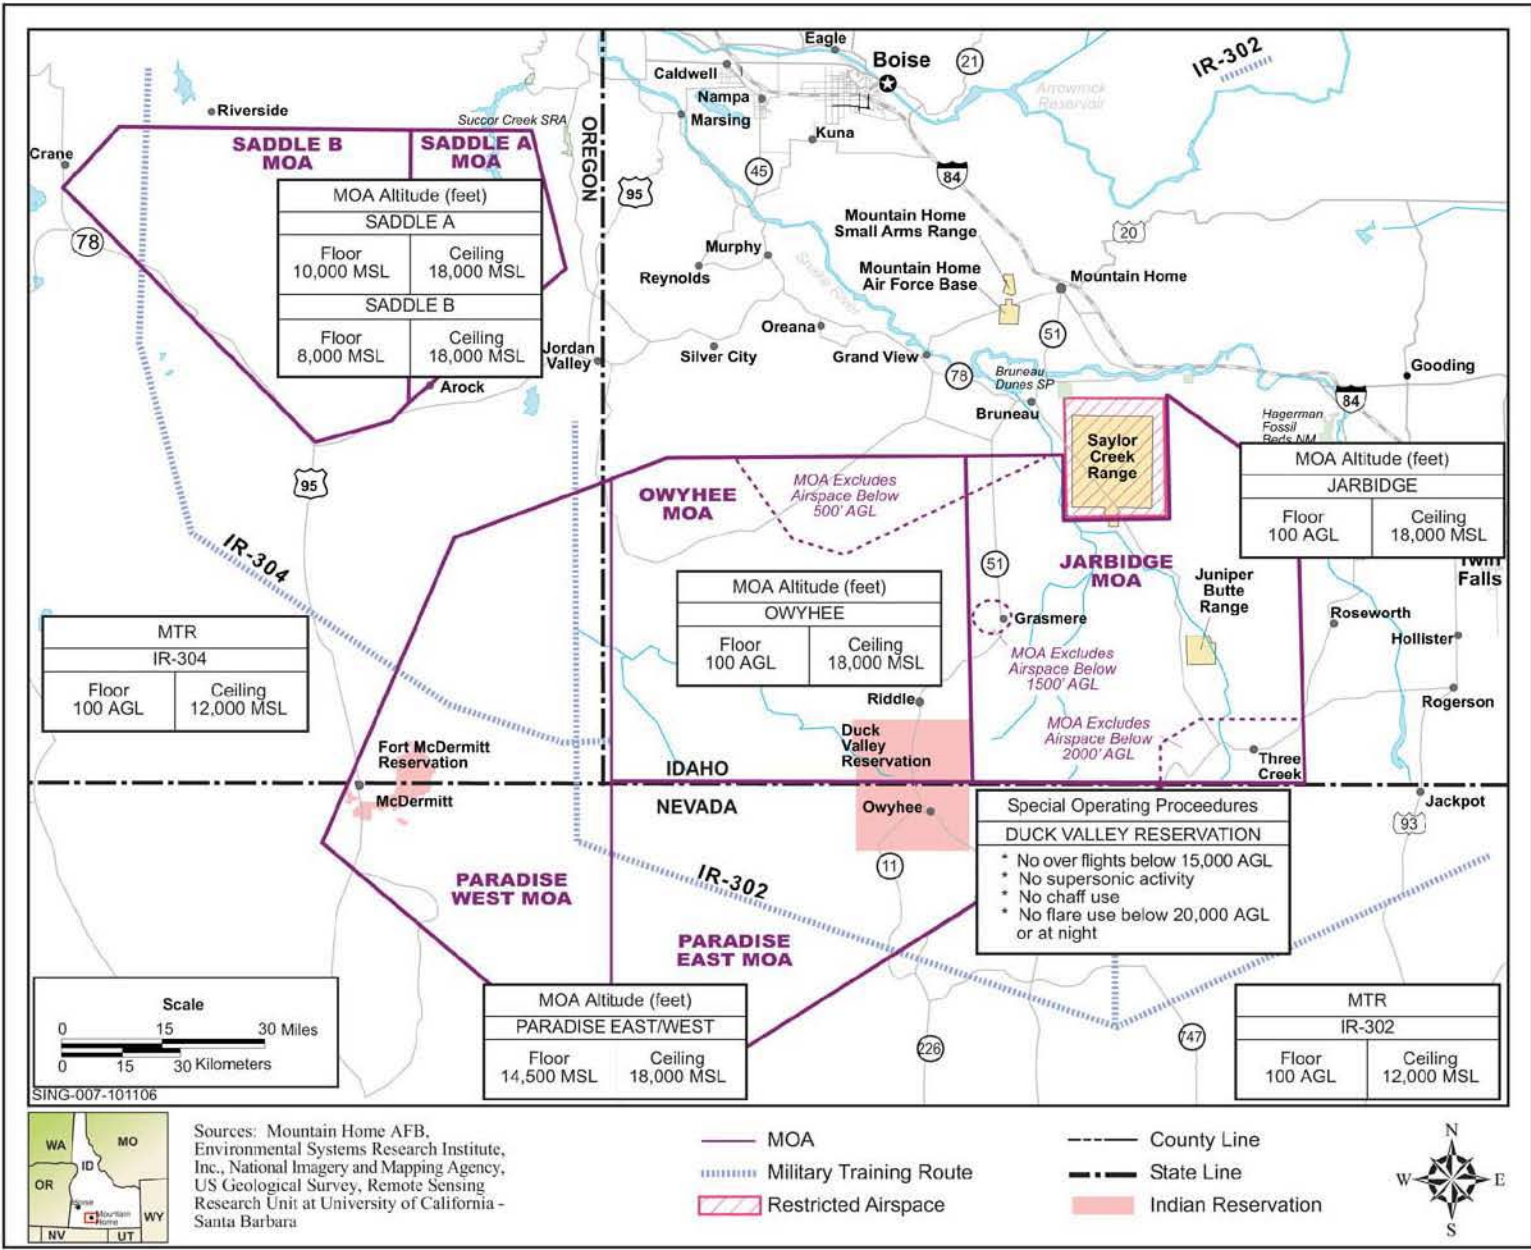 Eagle
Boise
21
IR-302
Caldwell
Nampa
Marsing
Arrowrock
Reservoir
Riverside
Succor Creek SRA
OREGON
Kuna
Crane
SADDLE B
MOA
SADDLE A
MOA
45
84
95
MOA Altitude (feet)
SADDLE A
Floor
10,000 MSL
Ceiling
18,000 MSL
SADDLE B
Floor
8,000 MSL
Ceiling
18,000 MSL
78
Mountain Home
Small Arms Range
20
Murphy
Reynolds
Mountain Home
Air Force Base
Mountain Home
Snake River
Oreana
51
Jordan
Valley
Silver City
Grand View
Arock
78
Bruneau
Dunes SP
Bruneau
Gooding
84
Hagerman
Fossil
Beds NM
Saylor
Creek
Range
MOA Altitude (feet)
JARBIDGE
Floor
100 AGL
Ceiling
18,000 MSL
95
OWYHEE
MOA
MOA Excludes
Airspace Below
500' AGL
IR-304
51
JARBIDGE
MOA
Juniper
Butte
Range
Twin
Falls
MOA Altitude (feet)
OWYHEE
Floor
100 AGL
Ceiling
18,000 MSL
Grasmere
Roseworth
Hollister
MTR
IR-304
Floor
100 AGL
Ceiling
12,000 MSL
MOA Excludes
Airspace Below
1500' AGL
Riddle
Rogerson
Duck
Valley
Reservation
MOA Excludes
Airspace Below
2000' AGL
Fort McDermitt
Reservation
Three
Creek
IDAHO
McDermitt
NEVADA
Owyhee
Jackpot
93
Special Operating Proceedures
DUCK VALLEY RESERVATION
* No over flights below 15,000 AGL
* No supersonic activity
* No chaff use
* No flare use below 20,000 AGL
or at night
11
IR-302
PARADISE
WEST MOA
PARADISE
EAST MOA
MOA Altitude (feet)
PARADISE EAST/WEST
Floor
14,500 MSL
Ceiling
18,000 MSL
226
747
MTR
IR-302
Floor
100 AGL
Ceiling
12,000 MSL
Scale
0 15 30 Miles
0 15 30 Kilometers
SING-007-101106
WA
MO
ID
OR
Boise
Mountain
Home
WY
NV
UT
Sources: Mountain Home AFB,
Environmental Systems Research Institute,
Inc., National Imagery and Mapping Agency,
US Geological Survey, Remote Sensing
Research Unit at University of California -
Santa Barbara
MOA
Military Training Route
Restricted Airspace
County Line
State Line
Indian Reservation
N
W
E
S